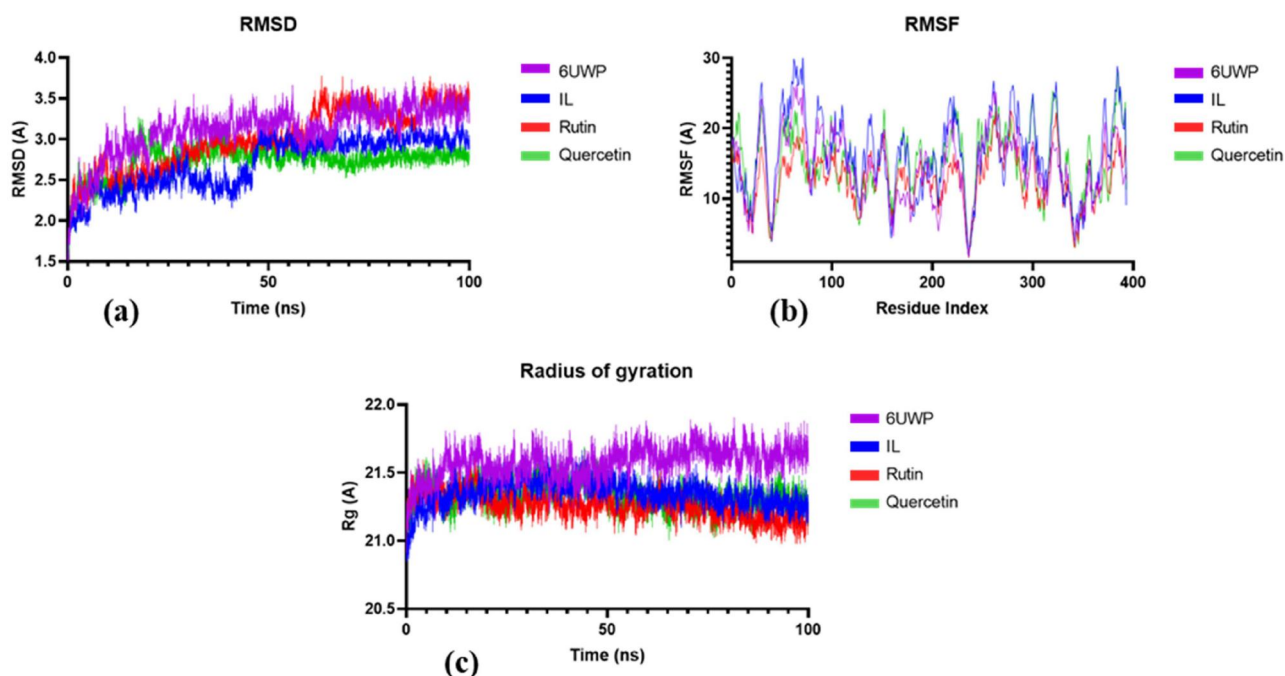 RMSD
RMSD (A)
4.0
3.5
3.0
2.5
2.0
1.5
0
50
100
Time (ns)
(a)
6UWP
IL
Rutin
Quercetin
RMSF
RMSF (A)
30
20
10
0
100
200
300
400
Residue Index
(b)
6UWP
IL
Rutin
Quercetin
Radius of gyration
Rg (A)
22.0
21.5
21.0
20.5
0
50
100
Time (ns)
(c)
6UWP
IL
Rutin
Quercetin